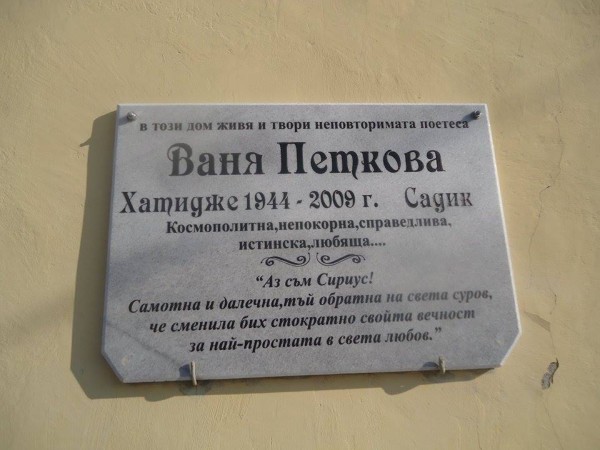 в този дом живя и твори неповторимата поетеса
Ваня Петкова
Хатидже 1944 - 2009 г. Садик
Космополитна,непокорна,справедлива,
истинска,любяща....
"Аз съм Сириус!
Самотна и далечна,тъй обратна на света суров,
че сменила бих стократно свойта вечност
за най-простата в света любов."